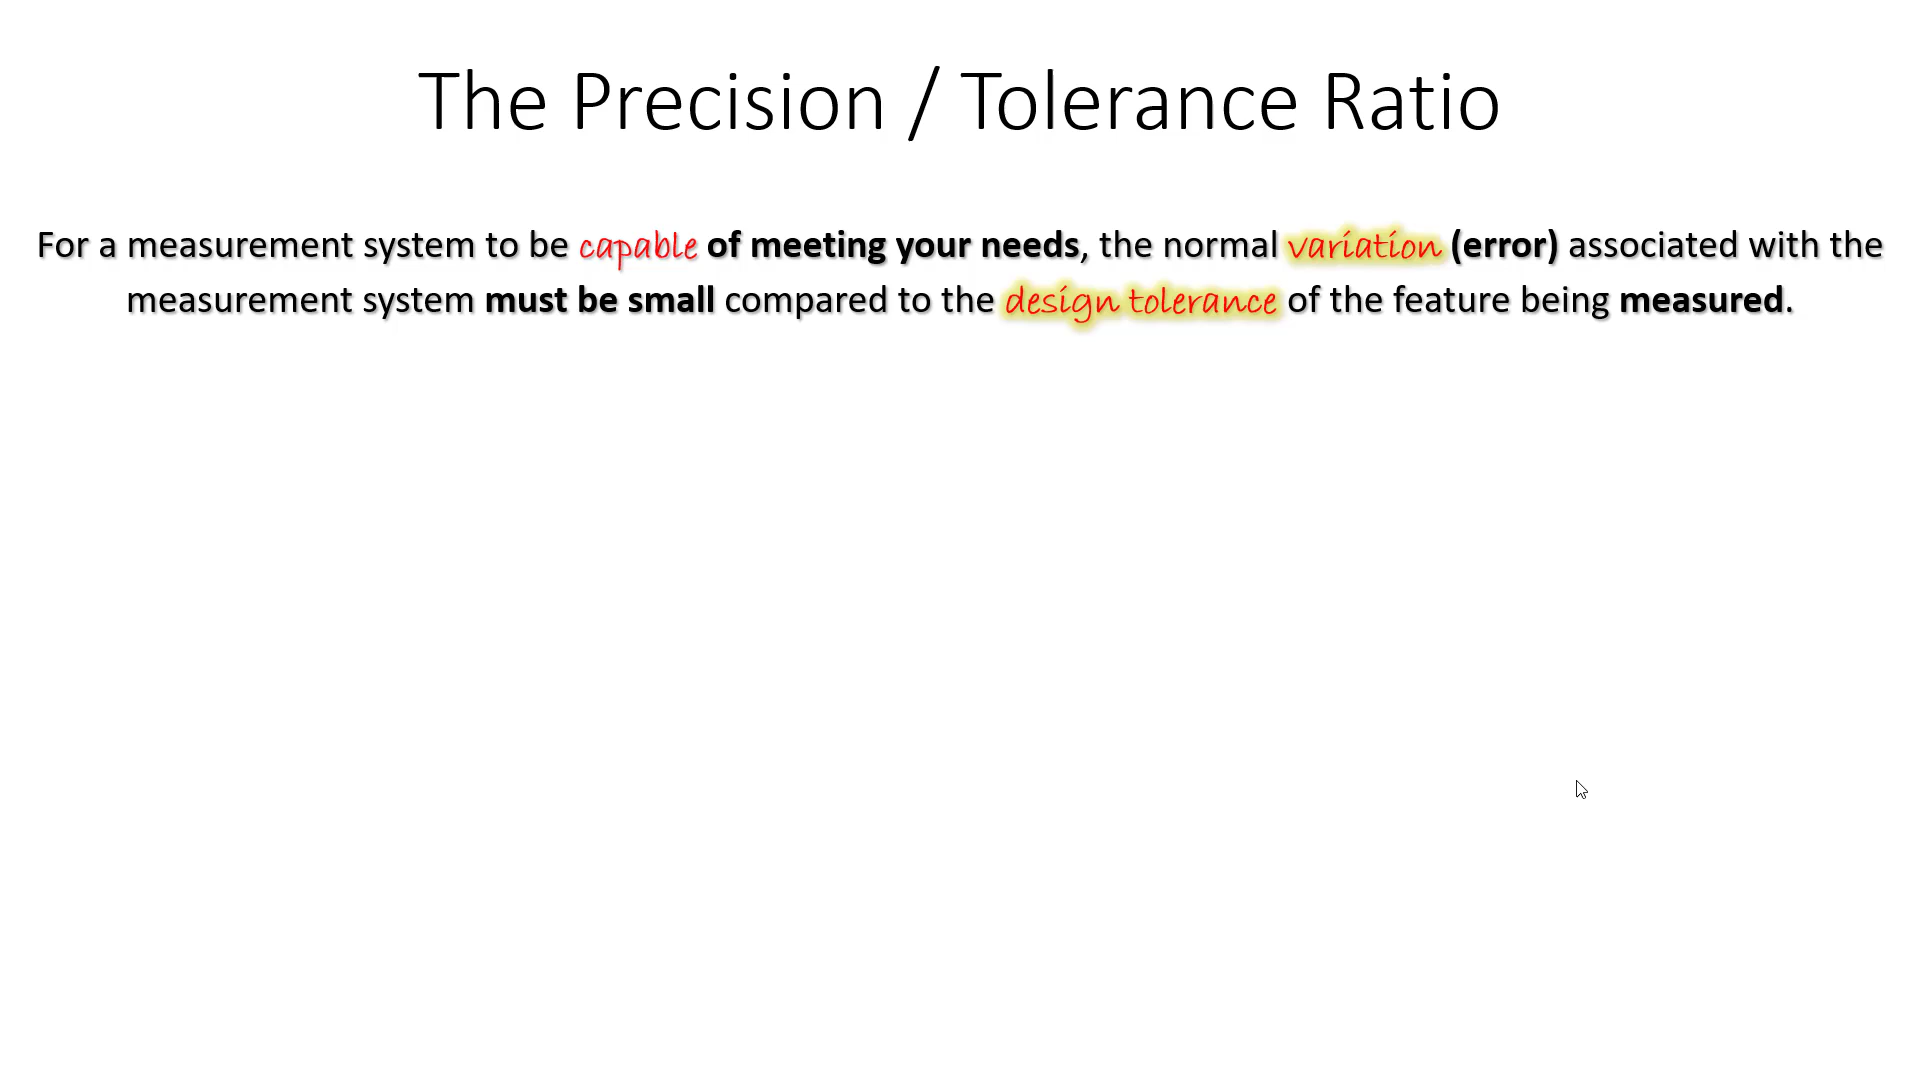 The Precision / Tolerance Ratio
For a measurement system to be capable of meeting your needs, the normal variation (error) associated with the
measurement system must be small compared to the design tolerance of the feature being measured.